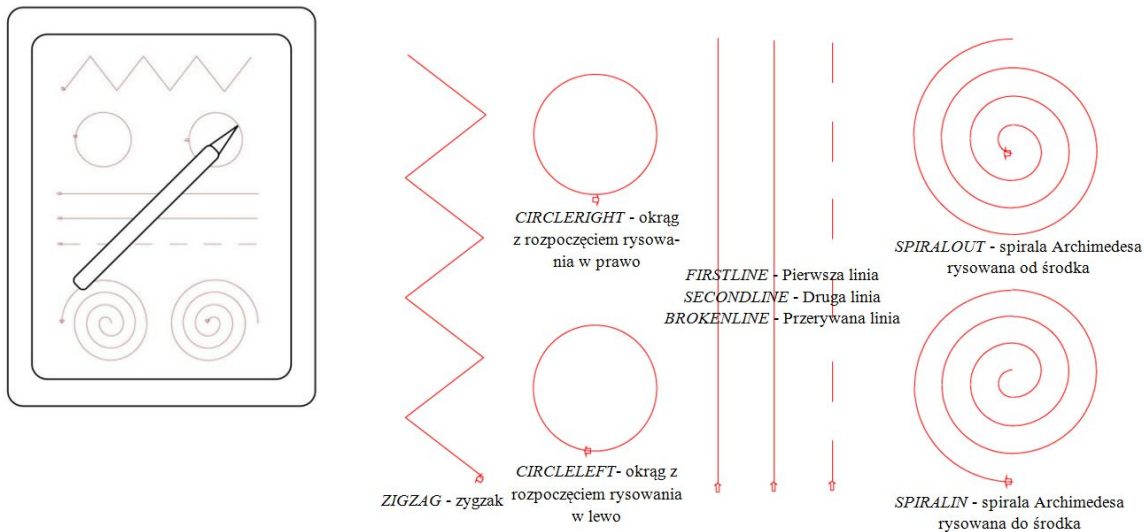 CIRCLERIGHT - okrąg
z rozpoczęciem rysowa-
nia w prawo
SPIRALOUT - spirala Archimedesa
rysowana od środka
FIRSTLINE - Pierwsza linia
SECONDLINE - Druga linia
BROKENLINE - Przerywana linia
ZIGZAG - zygzak
CIRCLELEFT- okrąg z
rozpoczęciem rysowania
w lewo
SPIRALIN - spirala Archimedesa
rysowana do środka